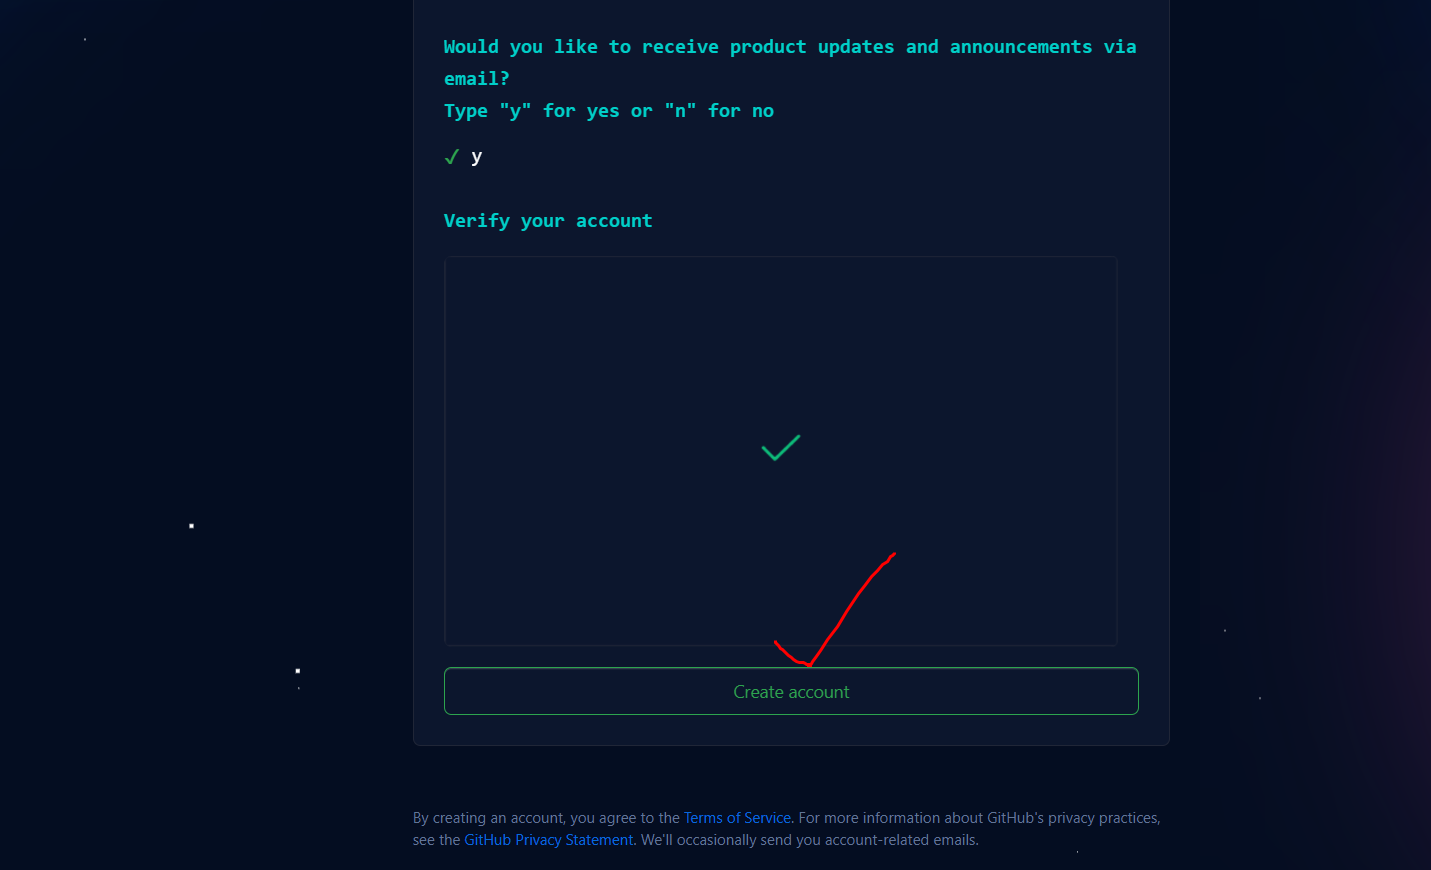 Would you like to receive product updates and announcements via
email?
Type "y" for yes or "n" for no
✓ y
Verify your account
Create account
By creating an account, you agree to the Terms of Service. For more information about GitHub's privacy practices,
see the GitHub Privacy Statement. We'll occasionally send you account-related emails.